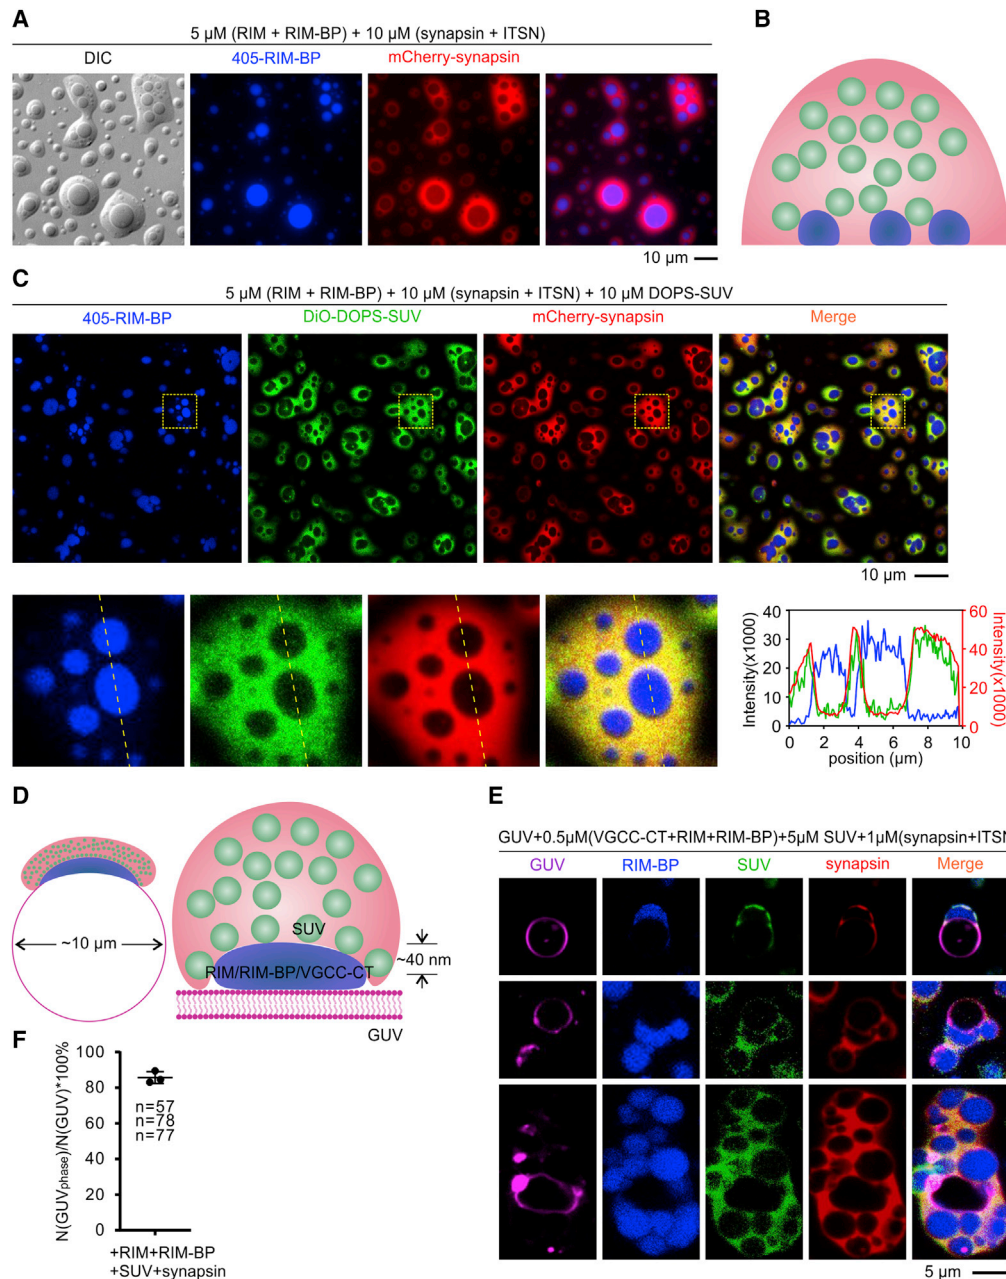 A
5 µM (RIM + RIM-BP) + 10 µM (synapsin + ITSN)
DIC 405-RIM-BP mCherry-synapsin
10 µm
B
C
5 µM (RIM + RIM-BP) + 10 µM (synapsin + ITSN) + 10 µM DOPS-SUV
405-RIM-BP DiO-DOPS-SUV mCherry-synapsin Merge
10 µm
Intensity(x1000)
40
30
20
10
0
60
40
20
0
Intensity(x1000)
0 2 4 6 8 10
position (µm)
D
~10 µm
SUV
RIM/RIM-BP/VGCC-CT
~40 nm
GUV
E
GUV+0.5µM(VGCC-CT+RIM+RIM-BP)+5µM SUV+1µM(synapsin+ITSN
GUV RIM-BP SUV synapsin Merge
5 µm
F
N(GUVphase)/N(GUV)*100%
100
80
60
40
20
0
n=57
n=78
n=77
+RIM+RIM-BP
+SUV+synapsin